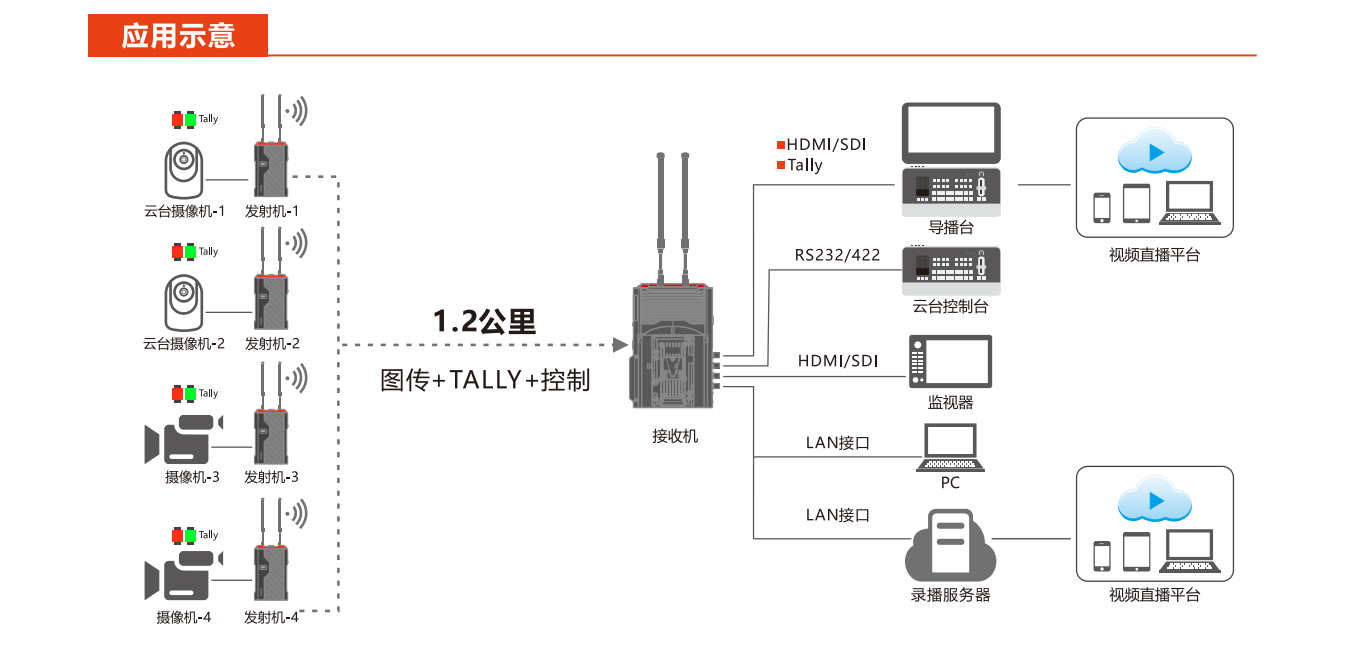 应用示意
Tally
云台摄像机-1
发射机-1
Tally
云台摄像机-2
发射机-2
Tally
摄像机-3
发射机-3
Tally
摄像机-4
发射机-4
1.2公里
图传+TALLY+控制
接收机
HDMI/SDI
Tally
导播台
视频直播平台
RS232/422
云台控制台
HDMI/SDI
监视器
LAN接口
PC
LAN接口
录播服务器
视频直播平台